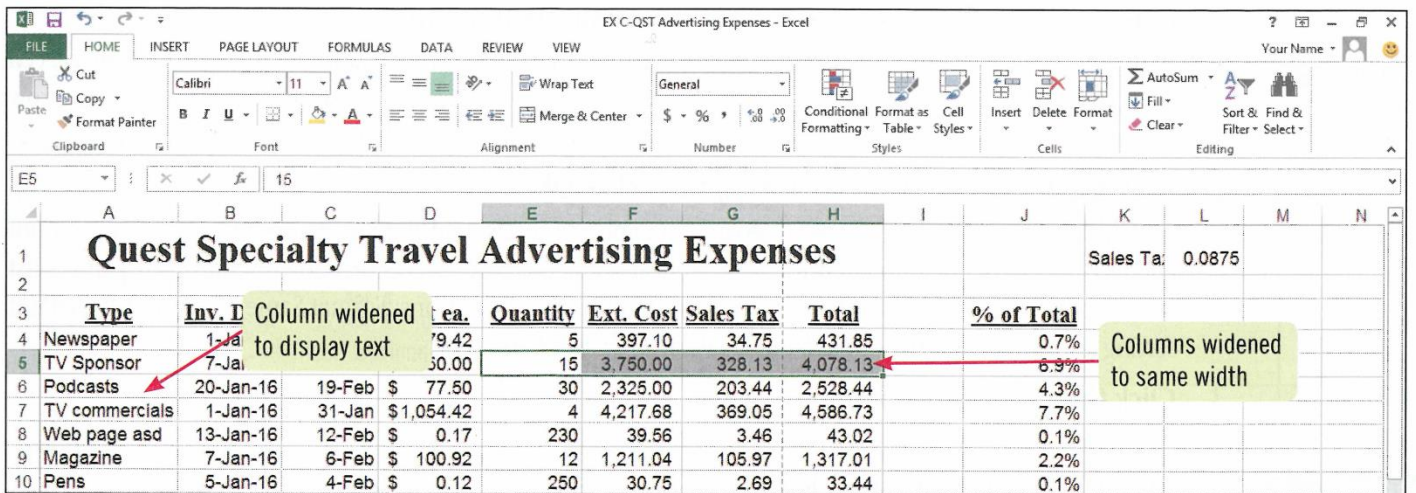 EX C-QST Advertising Expenses - Excel
FILE HOME INSERT PAGE LAYOUT FORMULAS DATA REVIEW VIEW Your Name
Cut
Copy
Format Painter
Paste
Clipboard
Calibri 11
B I U
Font
Wrap Text
Merge & Center
Alignment
General
$ % ,
Number
Conditional Formatting
Format as Table
Cell Styles
Styles
Insert Delete Format
Cells
AutoSum
Fill
Clear
Sort & Filter
Find & Select
Editing
E5 fx 15
A B C D E F G H I J K L M N
1 Quest Specialty Travel Advertising Expenses Sales Ta 0.0875
2
3 Type Inv. D t ea. Quantity Ext. Cost Sales Tax Total % of Total
4 Newspaper 1-Ja 79.42 5 397.10 34.75 431.85 0.7%
5 TV Sponsor 7-Ja 50.00 15 3,750.00 328.13 4,078.13 6.9%
6 Podcasts 20-Jan-16 19-Feb $ 77.50 30 2,325.00 203.44 2,528.44 4.3%
7 TV commercials 1-Jan-16 31-Jan $1,054.42 4 4,217.68 369.05 4,586.73 7.7%
8 Web page asd 13-Jan-16 12-Feb $ 0.17 230 39.56 3.46 43.02 0.1%
9 Magazine 7-Jan-16 6-Feb $ 100.92 12 1,211.04 105.97 1,317.01 2.2%
10 Pens 5-Jan-16 4-Feb $ 0.12 250 30.75 2.69 33.44 0.1%
Column widened
to display text
Columns widened
to same width